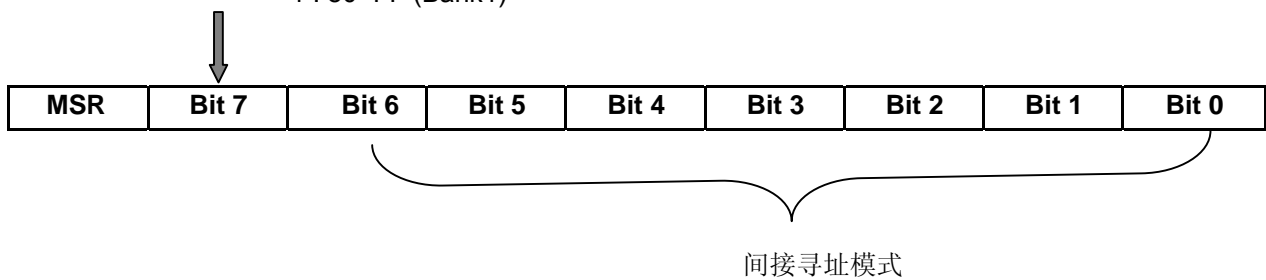 (Bank1)
MSR Bit 7 Bit 6 Bit 5 Bit 4 Bit 3 Bit 2 Bit 1 Bit 0
间接寻址模式